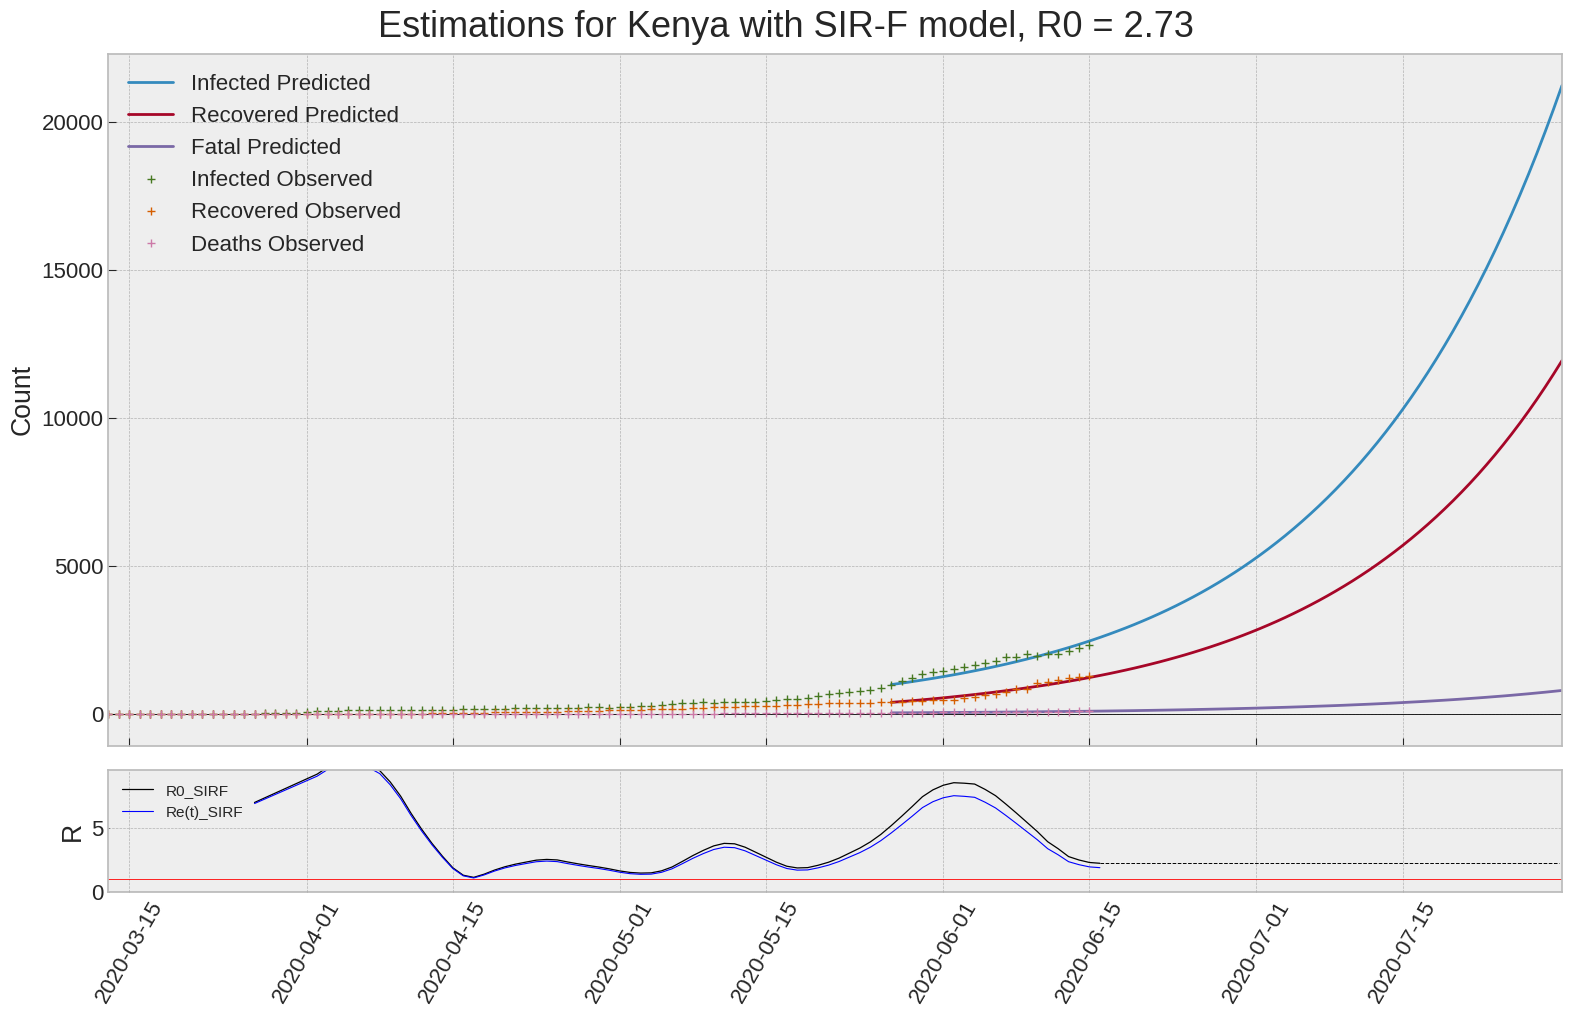 Estimations for Kenya with SIR-F model, R0 = 2.73
Infected Predicted
Recovered Predicted
Fatal Predicted
Infected Observed
Recovered Observed
Deaths Observed
20000
15000
10000
5000
0
Count
R0_SIRF
Re(t)_SIRF
R
5
0
2020-03-15
2020-04-01
2020-04-15
2020-05-01
2020-05-15
2020-06-01
2020-06-15
2020-07-01
2020-07-15